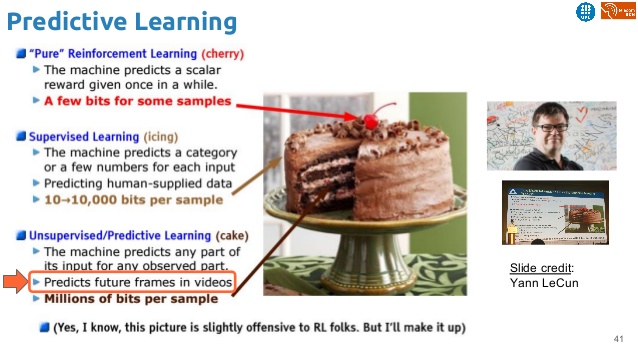 Predictive Learning
"Pure" Reinforcement Learning (cherry)
The machine predicts a scalar
reward given once in a while.
A few bits for some samples
Supervised Learning (icing)
The machine predicts a category
or a few numbers for each input
Predicting human-supplied data
10→10,000 bits per sample
Unsupervised/Predictive Learning (cake)
The machine predicts any part of
its input for any observed part.
Predicts future frames in videos
Millions of bits per sample
(Yes, I know, this picture is slightly offensive to RL folks. But I'll make it up)
Slide credit:
Yann LeCun
41